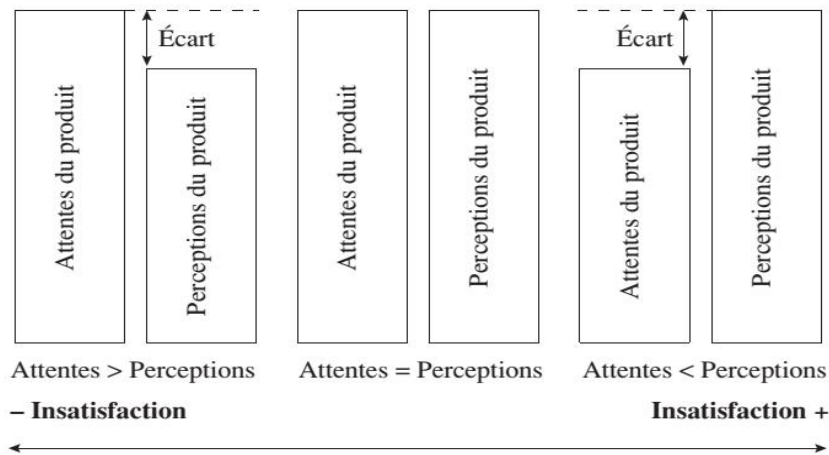 Écart
Écart
Attentes du produit
Perceptions du produit
Attentes du produit
Perceptions du produit
Attentes du produit
Perceptions du produit
Attentes > Perceptions
Attentes = Perceptions
Attentes < Perceptions
– Insatisfaction
Insatisfaction +